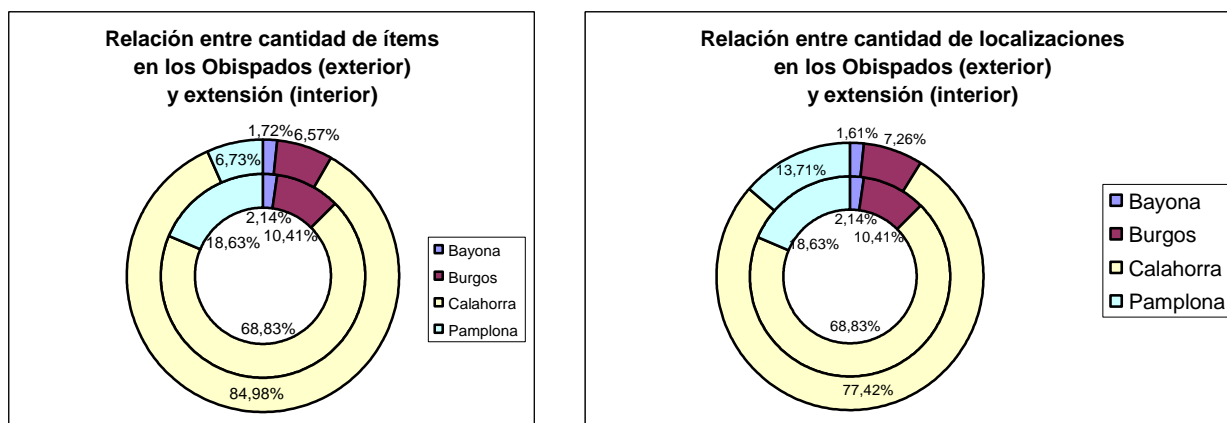 Relación entre cantidad de ítems
en los Obispados (exterior)
y extensión (interior)
1,72%
6,57%
6,73%
2,14%
18,63%
10,41%
68,83%
84,98%
Bayona
Burgos
Calahorra
Pamplona
Relación entre cantidad de localizaciones
en los Obispados (exterior)
y extensión (interior)
1,61%
7,26%
13,71%
2,14%
18,63%
10,41%
68,83%
77,42%
Bayona
Burgos
Calahorra
Pamplona